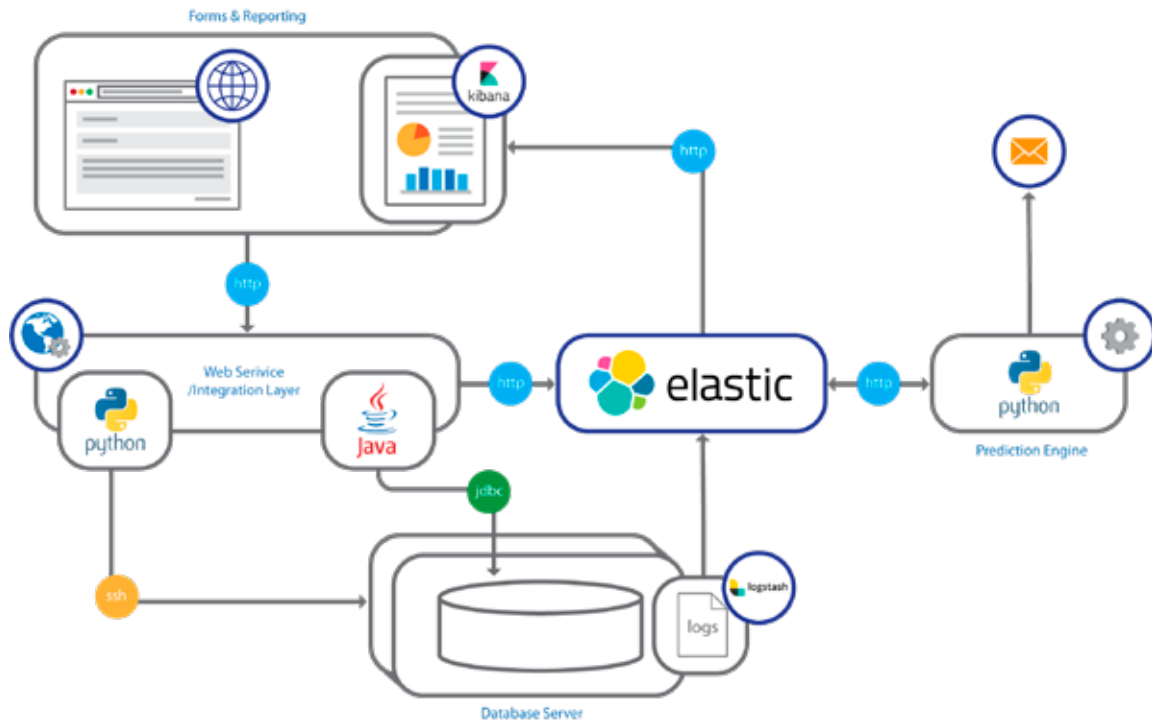 Forms & Reporting
kibana
http
http
Web Serivice
/Integration Layer
python
Java
http
elastic
http
python
Prediction Engine
jdbc
ssh
logs
logstash
Database Server